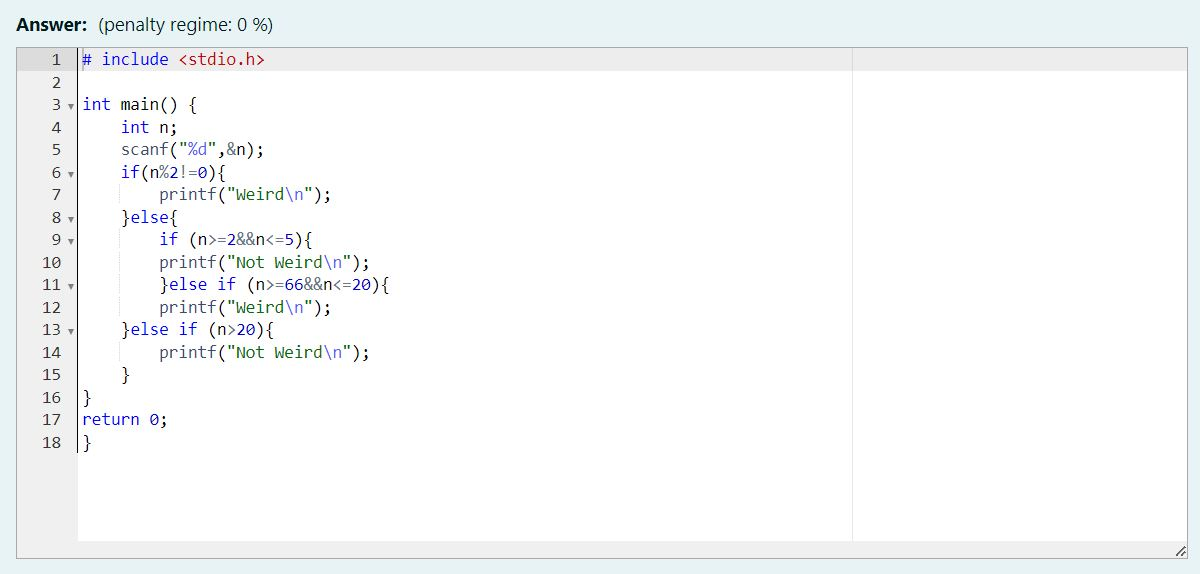 Answer: (penalty regime: 0 %)
1 # include <stdio.h>
2
3 int main() {
4     int n;
5     scanf("%d",&n);
6     if(n%2!=0){
7         printf("Weird\n");
8     }else{
9         if (n>=2&&n<=5){
10         printf("Not Weird\n");
11         }else if (n>=66&&n<=20){
12         printf("Weird\n");
13     }else if (n>20){
14         printf("Not Weird\n");
15     }
16 }
17 return 0;
18 }